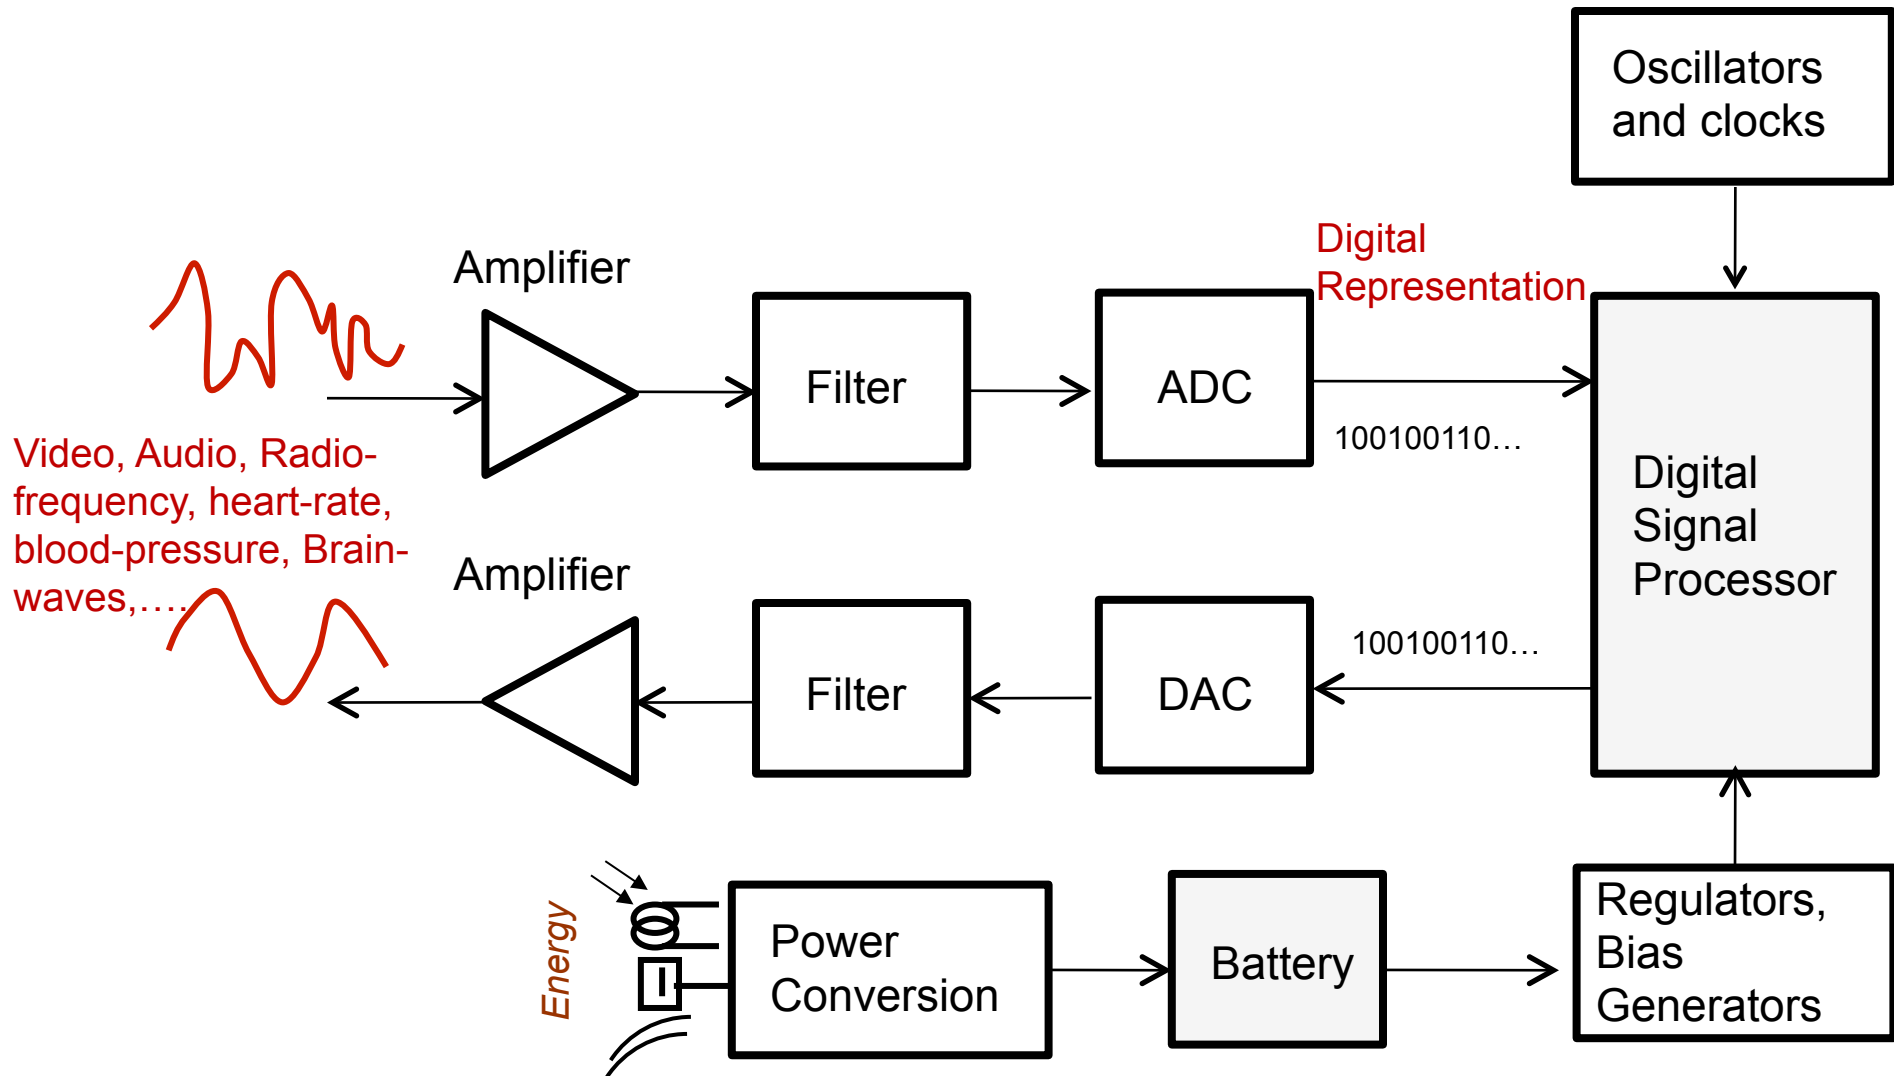 Oscillators
and clocks
Digital
Representation
Amplifier
Filter
ADC
100100110…
Video, Audio, Radio-
frequency, heart-rate,
blood-pressure, Brain-
waves,….
Digital
Signal
Processor
Amplifier
Filter
DAC
100100110…
Energy
Power
Conversion
Battery
Regulators,
Bias
Generators